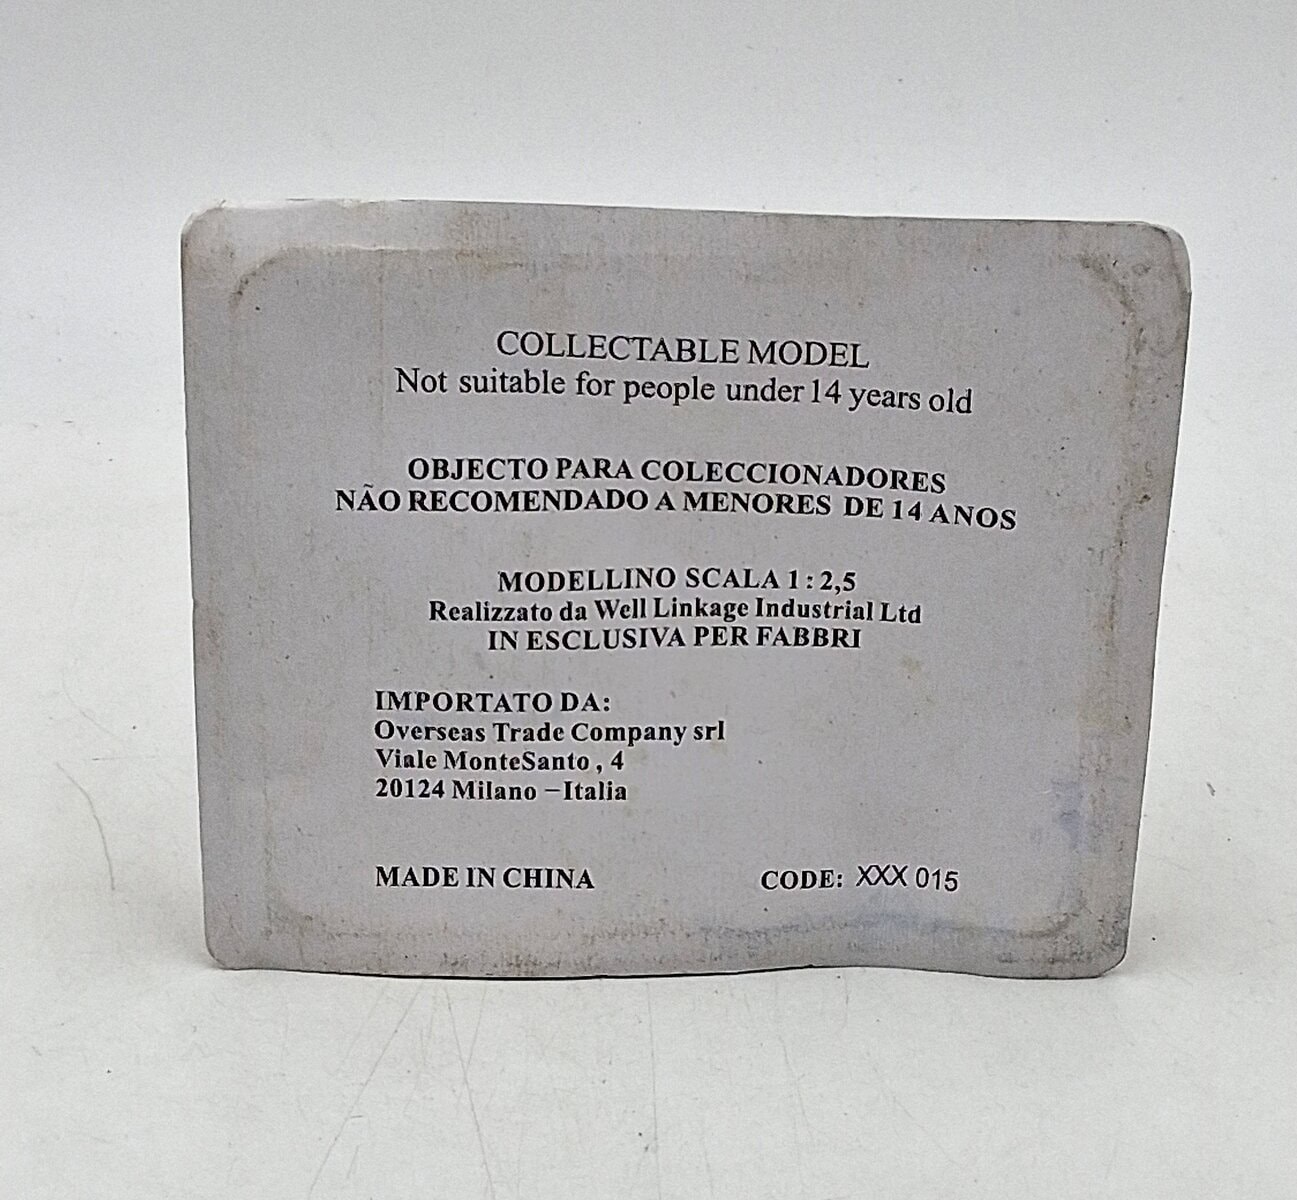 COLLECTABLE MODEL
Not suitable for people under 14 years old
OBJECTO PARA COLECCIONADORES
NÃO RECOMENDADO A MENORES DE 14 ANOS
MODELLINO SCALA 1 : 2,5
Realizzato da Well Linkage Industrial Ltd
IN ESCLUSIVA PER FABBRI
IMPORTATO DA:
Overseas Trade Company srl
Viale MonteSanto , 4
20124 Milano –Italia
MADE IN CHINA CODE: XXX 015